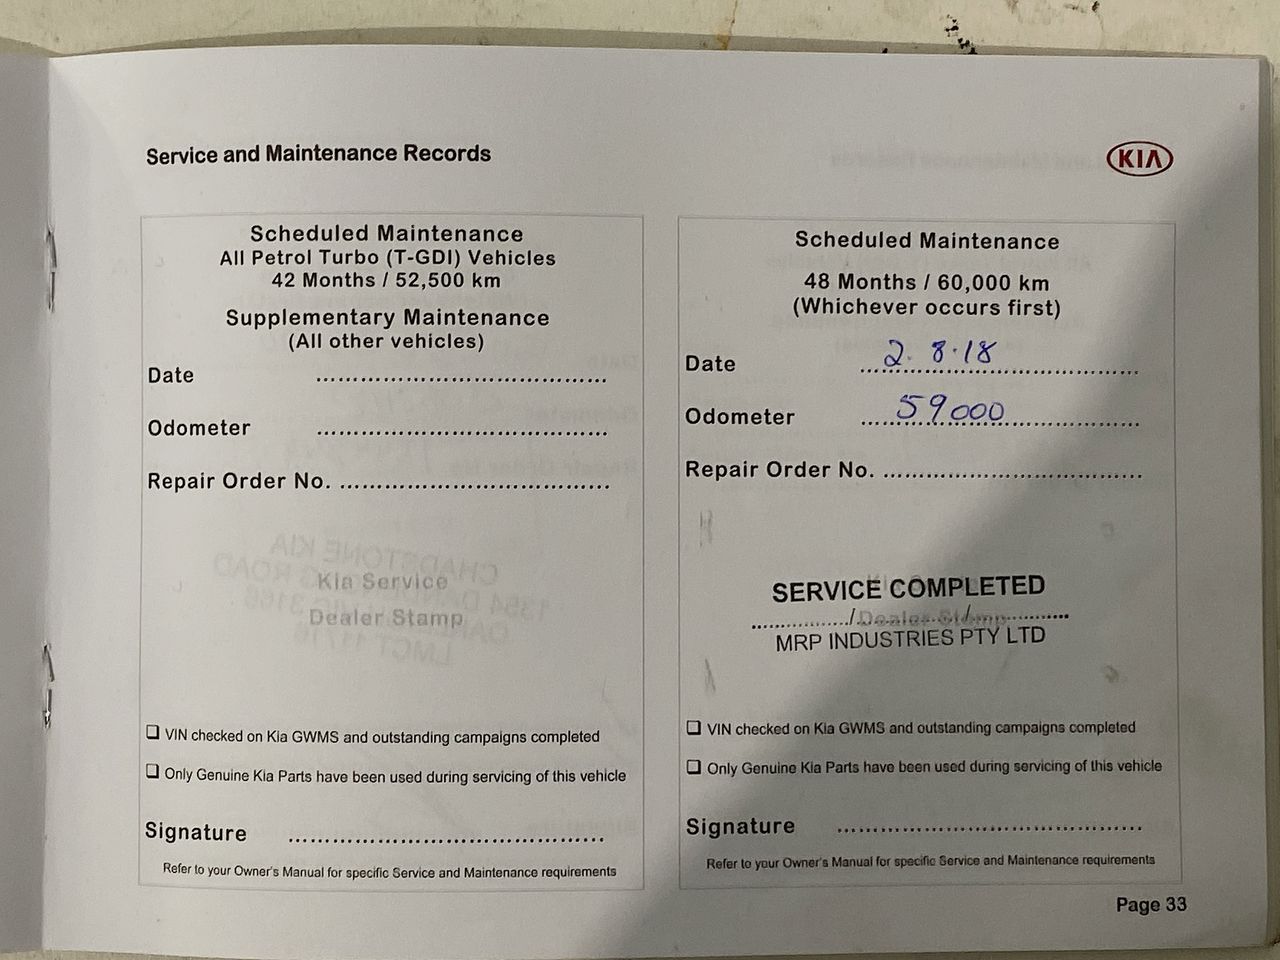 Service and Maintenance Records
KIA
Scheduled Maintenance
All Petrol Turbo (T-GDI) Vehicles
42 Months / 52,500 km
Supplementary Maintenance
(All other vehicles)
Date
Odometer
Repair Order No.
Kia Service
Dealer Stamp
VIN checked on Kia GWMS and outstanding campaigns completed
Only Genuine Kia Parts have been used during servicing of this vehicle
Signature
Refer to your Owner's Manual for specific Service and Maintenance requirements
Scheduled Maintenance
48 Months / 60,000 km
(Whichever occurs first)
Date 2.8.18
Odometer 59000
Repair Order No.
SERVICE COMPLETED
Dealer Stamp
MRP INDUSTRIES PTY LTD
VIN checked on Kia GWMS and outstanding campaigns completed
Only Genuine Kia Parts have been used during servicing of this vehicle
Signature
Refer to your Owner's Manual for specific Service and Maintenance requirements
Page 33